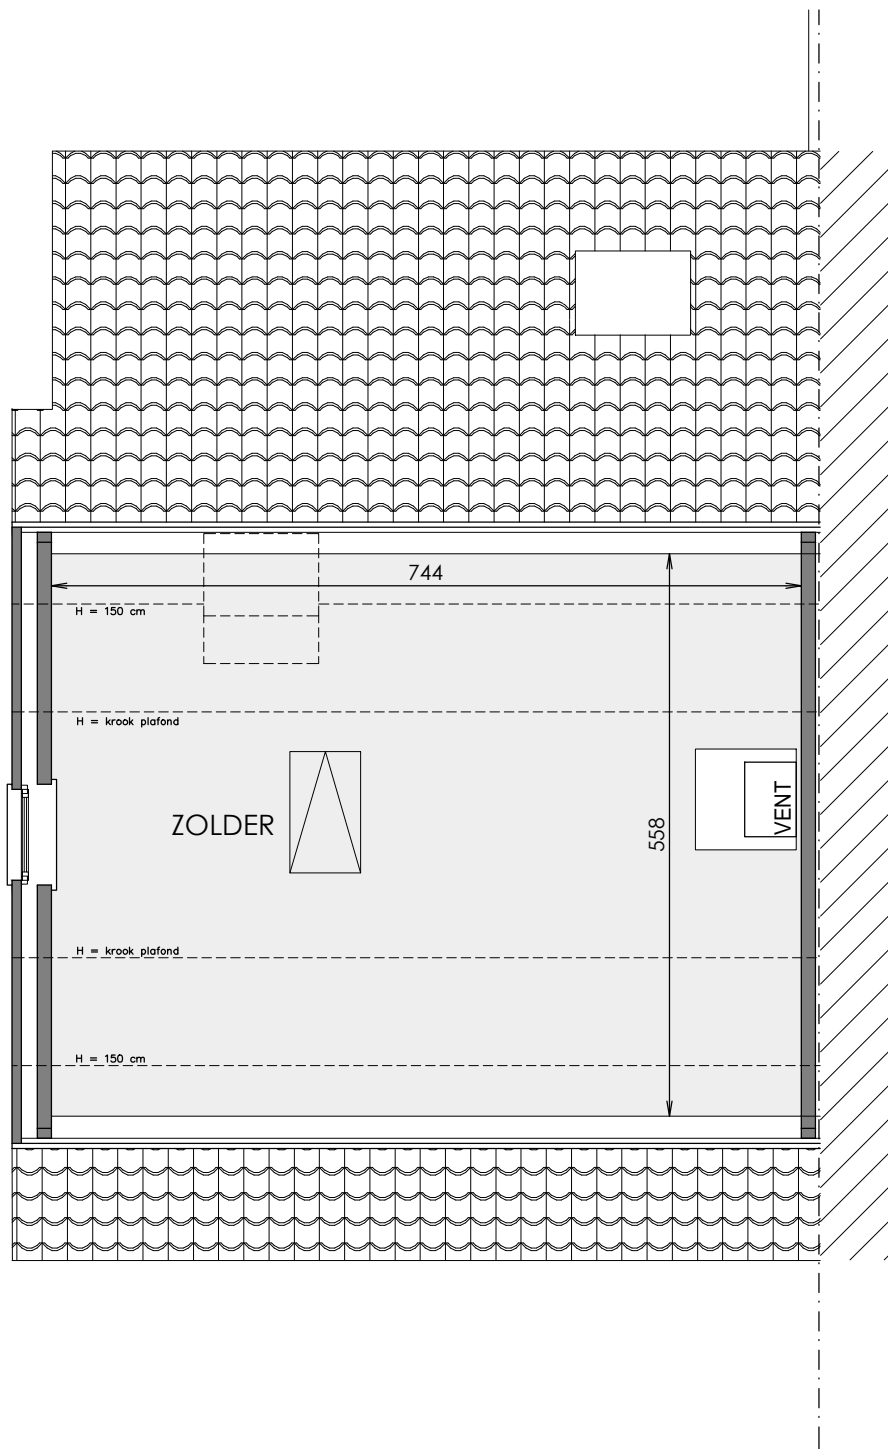 744
H = 150 cm
H = krook plafond
ZOLDER
VENT
558
H = krook plafond
H = 150 cm